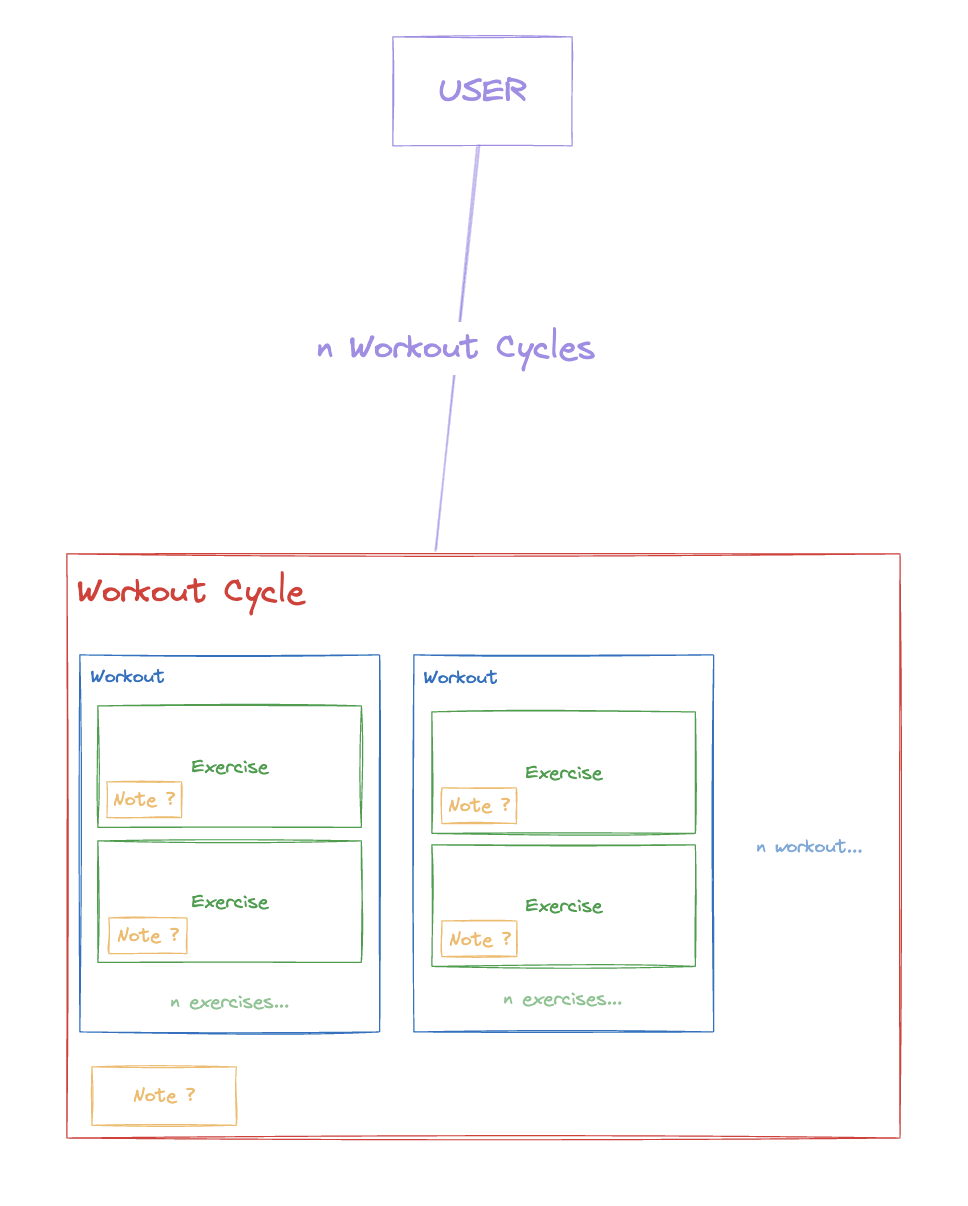 USER
n Workout Cycles
Workout Cycle
Workout
Exercise
Note ?
Exercise
Note ?
n exercises...
Workout
Exercise
Note ?
Exercise
Note ?
n exercises...
n workout...
Note ?